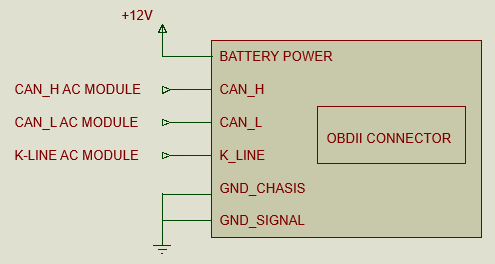 +12V
BATTERY POWER
CAN_H AC MODULE
CAN_H
CAN_L AC MODULE
CAN_L
OBDII CONNECTOR
K-LINE AC MODULE
K_LINE
GND_CHASIS
GND_SIGNAL